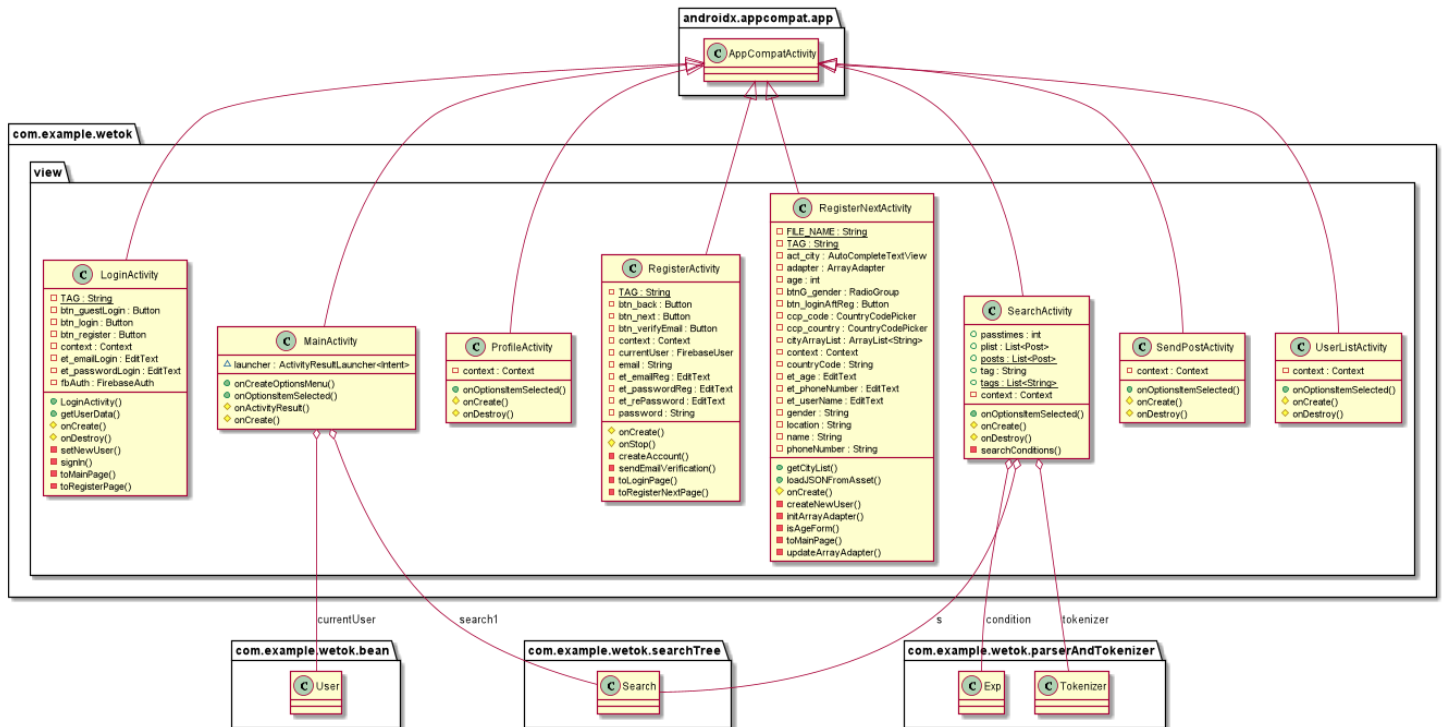 androidx.appcompat.app
C AppCompatActivity
com.example.wetok
view
C LoginActivity
TAG : String
btn_guestLogin : Button
btn_login : Button
btn_register : Button
context : Context
et_emailLogin : EditText
et_passwordLogin : EditText
fbAuth : FirebaseAuth
LoginActivity()
getUserData()
onCreate()
onDestroy()
setNewUser()
signIn()
toMainPage()
toRegisterPage()
C MainActivity
launcher : ActivityResultLauncher<Intent>
onCreateOptionsMenu()
onOptionsItemSelected()
onActivityResult()
onCreate()
C ProfileActivity
context : Context
onOptionsItemSelected()
onCreate()
onDestroy()
C RegisterActivity
TAG : String
btn_back : Button
btn_next : Button
btn_verifyEmail : Button
context : Context
currentUser : FirebaseUser
email : String
et_emailReg : EditText
et_passwordReg : EditText
et_rePassword : EditText
password : String
onCreate()
onStop()
createAccount()
sendEmailVerification()
toLoginPage()
toRegisterNextPage()
C RegisterNextActivity
FILE_NAME : String
TAG : String
act_city : AutoCompleteTextView
adapter : ArrayAdapter
age : int
btnG_gender : RadioGroup
btn_loginAftReg : Button
ccp_code : CountryCodePicker
ccp_country : CountryCodePicker
cityArrayList : ArrayList<String>
context : Context
countryCode : String
et_age : EditText
et_phoneNumber : EditText
et_userName : EditText
gender : String
location : String
name : String
phoneNumber : String
getCityList()
loadJSONFromAsset()
onCreate()
createNewUser()
initArrayAdapter()
isAgeForm()
toMainPage()
updateArrayAdapter()
C SearchActivity
passtimes : int
plist : List<Post>
posts : List<Post>
tag : String
tags : List<String>
context : Context
onOptionsItemSelected()
onCreate()
onDestroy()
searchConditions()
C SendPostActivity
context : Context
onOptionsItemSelected()
onCreate()
onDestroy()
C UserListActivity
context : Context
onOptionsItemSelected()
onCreate()
onDestroy()
currentUser
search1
s
condition
tokenizer
com.example.wetok.bean
C User
com.example.wetok.searchTree
C Search
com.example.wetok.parserAndTokenizer
C Exp
C Tokenizer